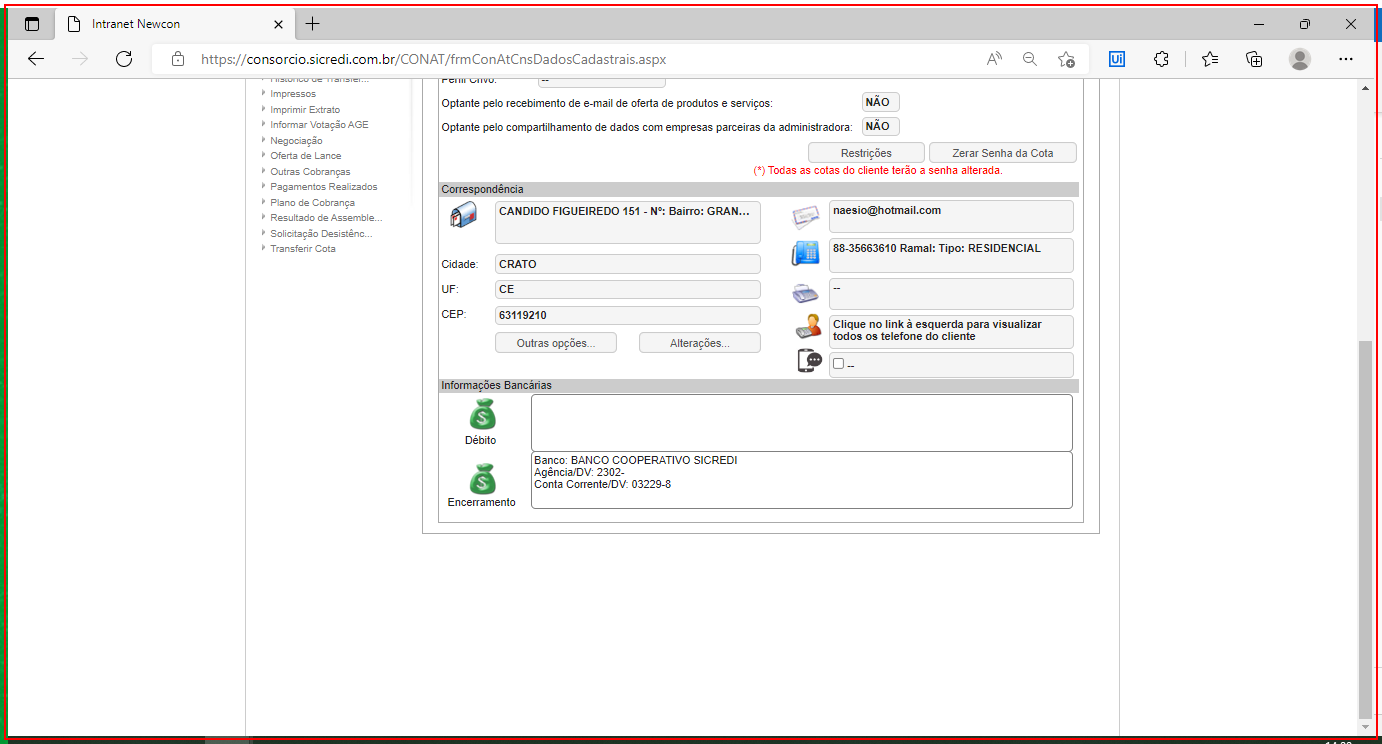 Intranet Newcon
https://consorcio.sicredi.com.br/CONAT/frmConAtCnsDadosCadastrais.aspx
Histórico de Transfer...
Impressos
Imprimir Extrato
Informar Votação AGE
Negociação
Oferta de Lance
Outras Cobranças
Pagamentos Realizados
Plano de Cobrança
Resultado de Assemble...
Solicitação Desistênc...
Transferir Cota
Perfil Crivo: --
Optante pelo recebimento de e-mail de oferta de produtos e serviços: NÃO
Optante pelo compartilhamento de dados com empresas parceiras da administradora: NÃO
Restrições Zerar Senha da Cota
(*) Todas as cotas do cliente terão a senha alterada.
Correspondência
CANDIDO FIGUEIREDO 151 - Nº: Bairro: GRAN...
Cidade: CRATO
UF: CE
CEP: 63119210
Outras opções... Alterações...
naesio@hotmail.com
88-35663610 Ramal: Tipo: RESIDENCIAL
--
Clique no link à esquerda para visualizar
todos os telefone do cliente
--
Informações Bancárias
Débito
Banco: BANCO COOPERATIVO SICREDI
Agência/DV: 2302-
Conta Corrente/DV: 03229-8
Encerramento